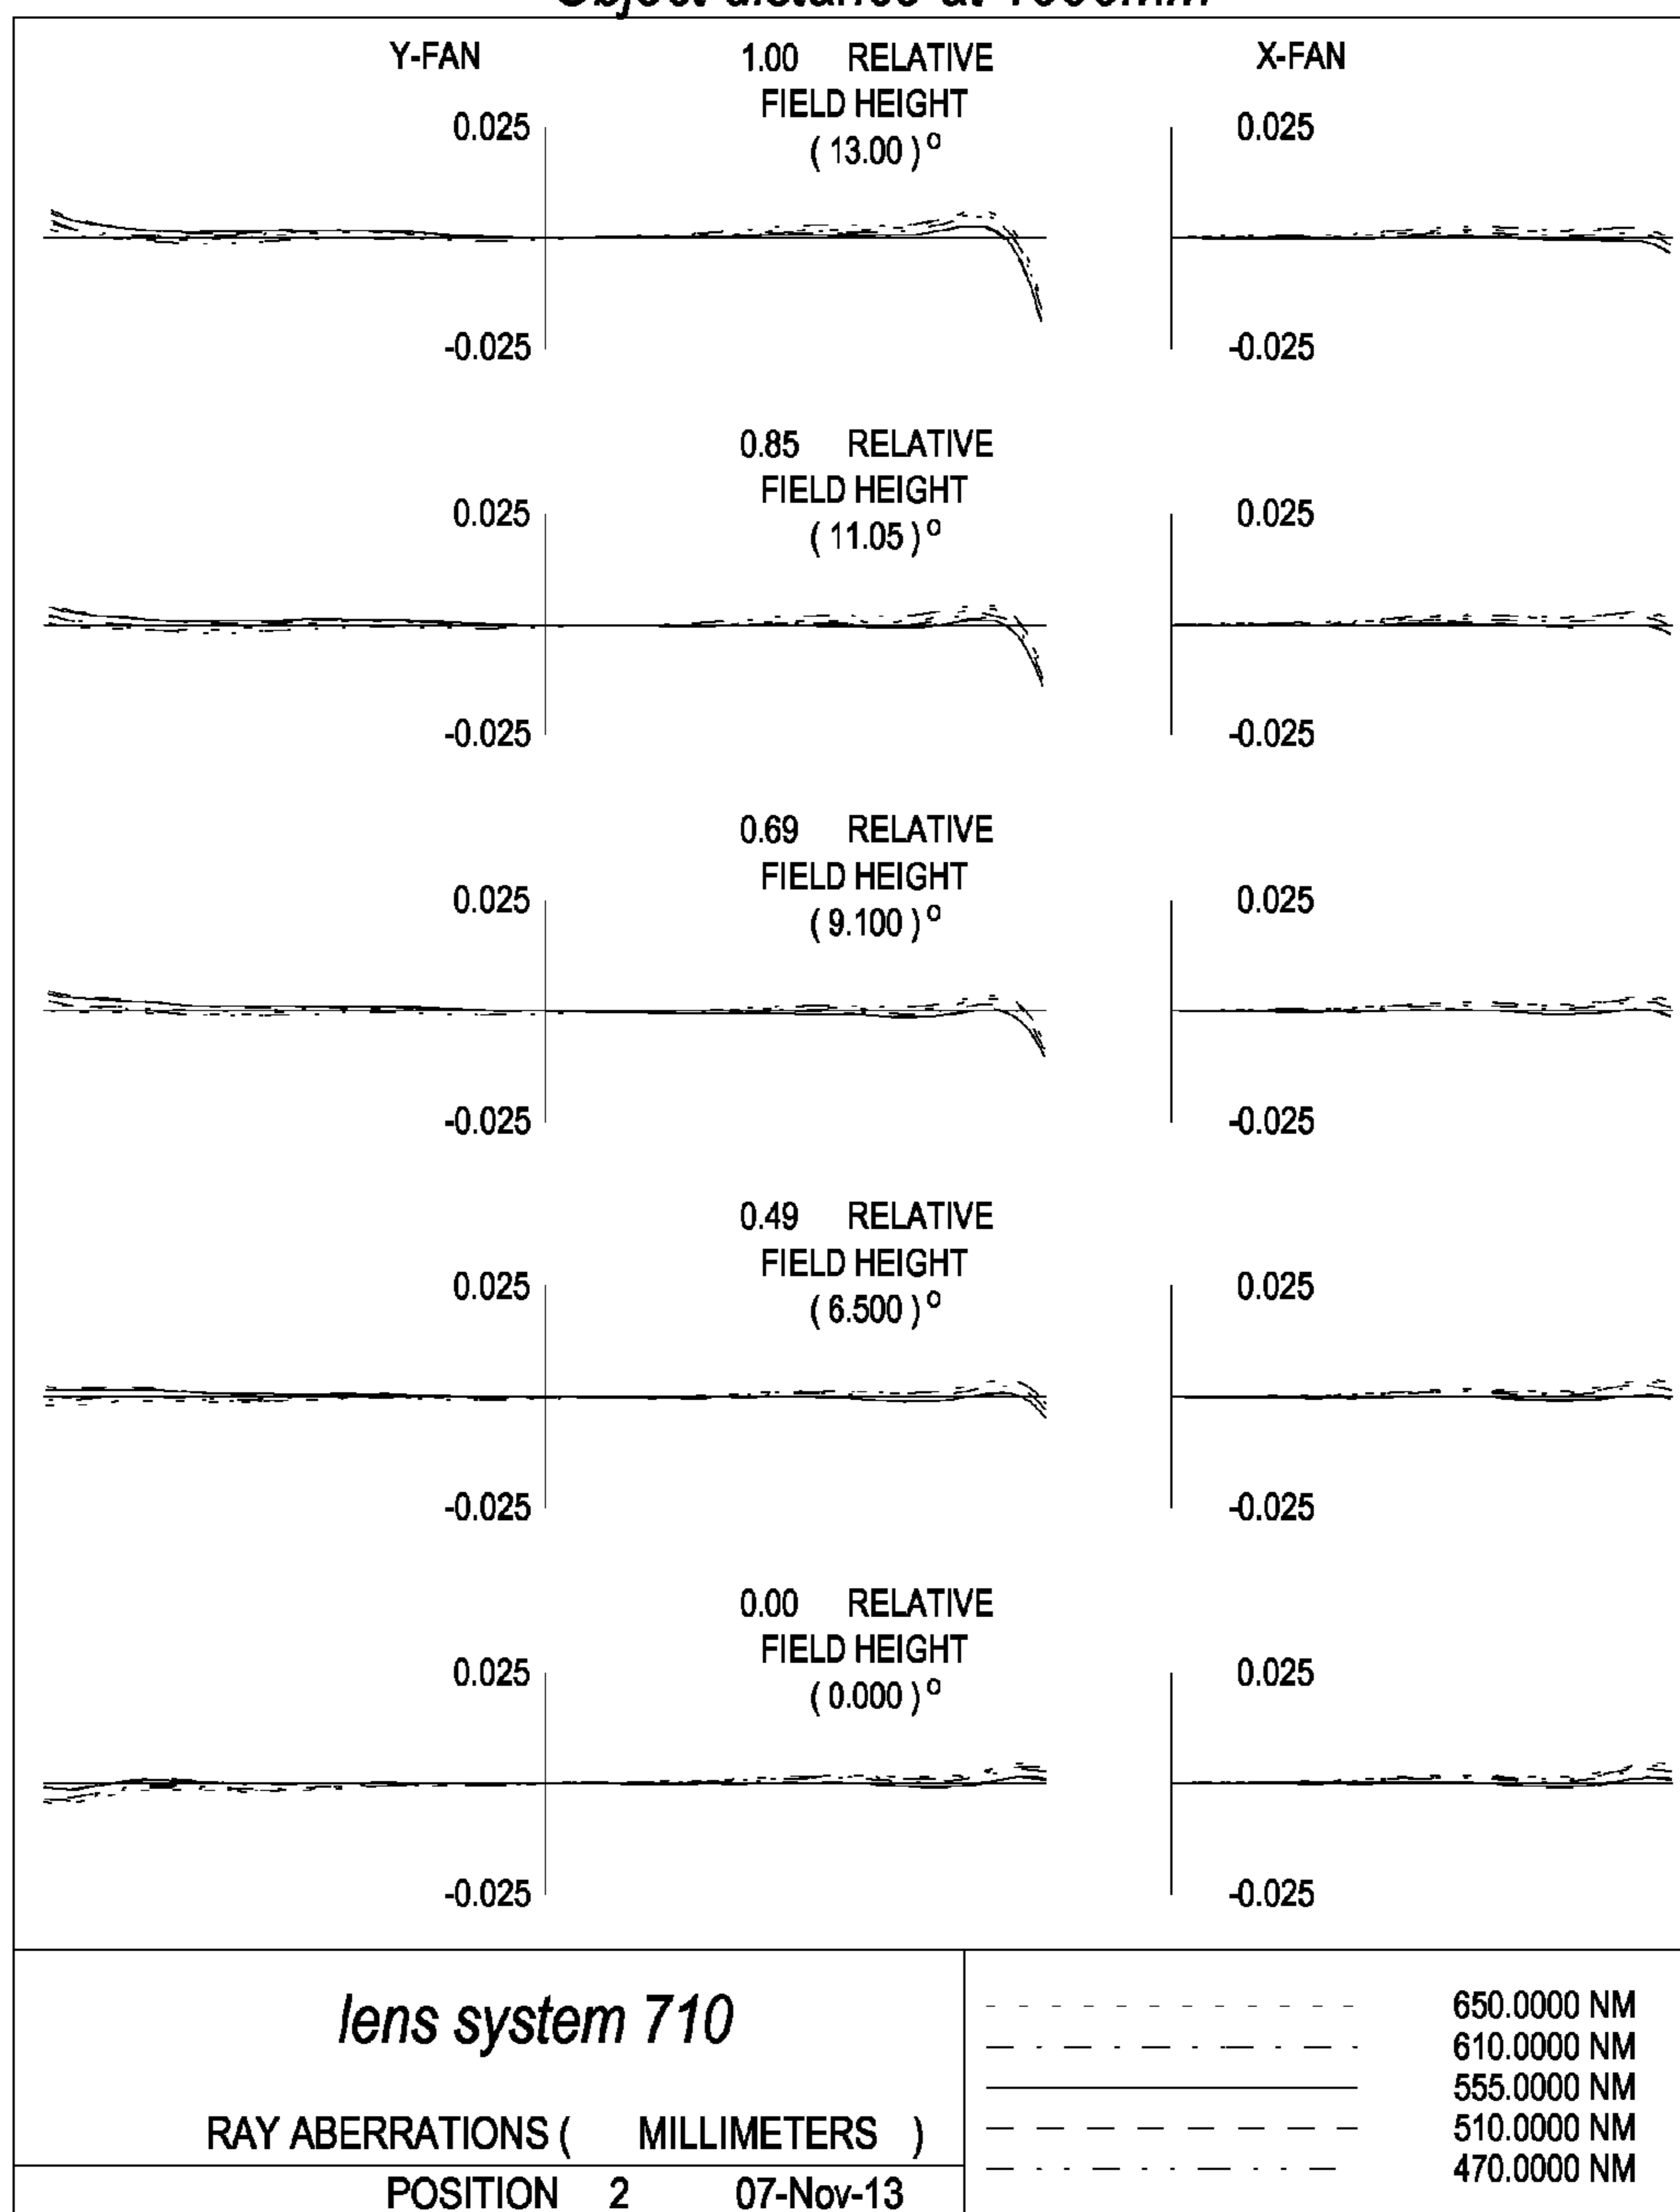 Object distance at
Y-FAN 1.00 RELATIVE X-FAN
FIELD HEIGHT
0.025 ( 13.00 )° 0.025
-0.025 -0.025
0.85 RELATIVE
FIELD HEIGHT
0.025 ( 11.05 )° 0.025
-0.025 -0.025
0.69 RELATIVE
FIELD HEIGHT
0.025 ( 9.100 )° 0.025
-0.025 -0.025
0.49 RELATIVE
FIELD HEIGHT
0.025 ( 6.500 )° 0.025
-0.025 -0.025
0.00 RELATIVE
FIELD HEIGHT
0.025 ( 0.000 )° 0.025
-0.025 -0.025
lens system 710
RAY ABERRATIONS ( MILLIMETERS )
POSITION 2 07-Nov-13
650.0000 NM
610.0000 NM
555.0000 NM
510.0000 NM
470.0000 NM